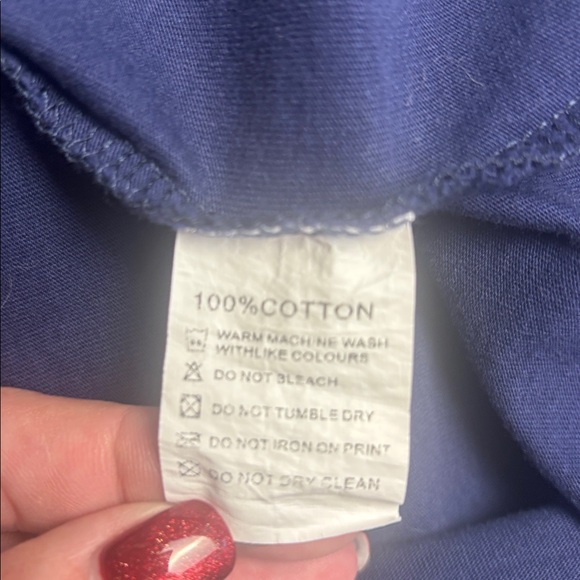 100%COTTON
WARM MACHINE WASH
WITHLIKE COLOURS
DO NOT BLEACH
DO NOT TUMBLE DRY
DO NOT IRON ON PRINT
DO NOT DRY CLEAN